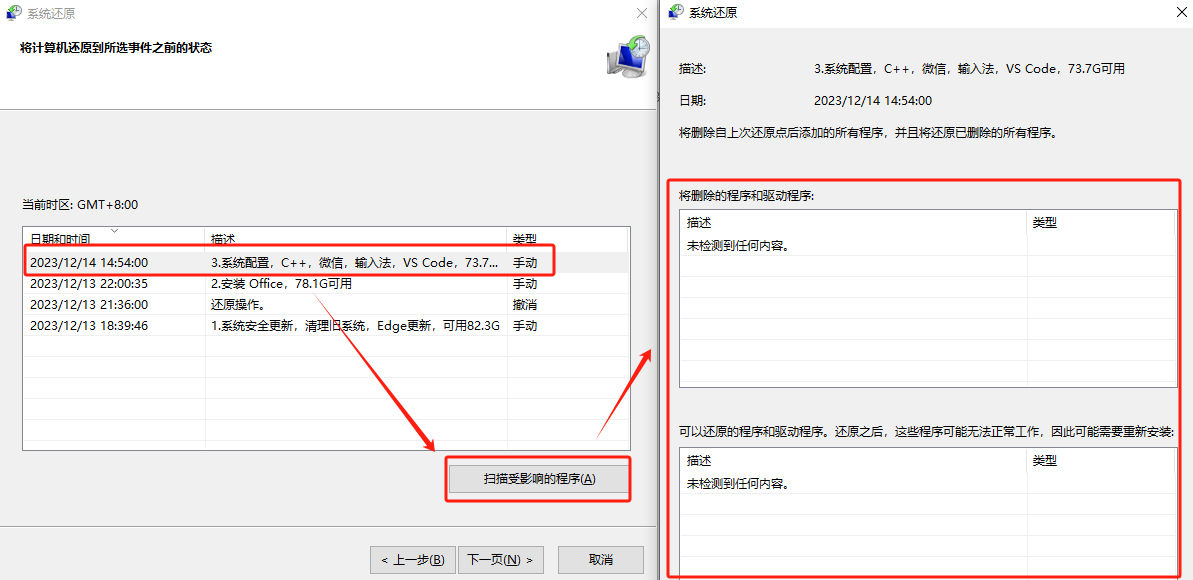 系统还原
将计算机还原到所选事件之前的状态
当前时区: GMT+8:00
日期和时间 描述 类型
2023/12/14 14:54:00 3.系统配置，C++，微信，输入法，VS Code，73.7... 手动
2023/12/13 22:00:35 2.安装 Office，78.1G可用 手动
2023/12/13 21:36:00 还原操作。 撤消
2023/12/13 18:39:46 1.系统安全更新，清理旧系统，Edge更新，可用82.3G 手动
扫描受影响的程序(A)
< 上一步(B) 下一页(N) > 取消
系统还原
描述: 3.系统配置，C++，微信，输入法，VS Code，73.7G可用
日期: 2023/12/14 14:54:00
将删除自上次还原点后添加的所有程序，并且将还原已删除的所有程序。
将删除的程序和驱动程序:
描述 类型
未检测到任何内容。
可以还原的程序和驱动程序。还原之后，这些程序可能无法正常工作，因此可能需要重新安装:
描述 类型
未检测到任何内容。